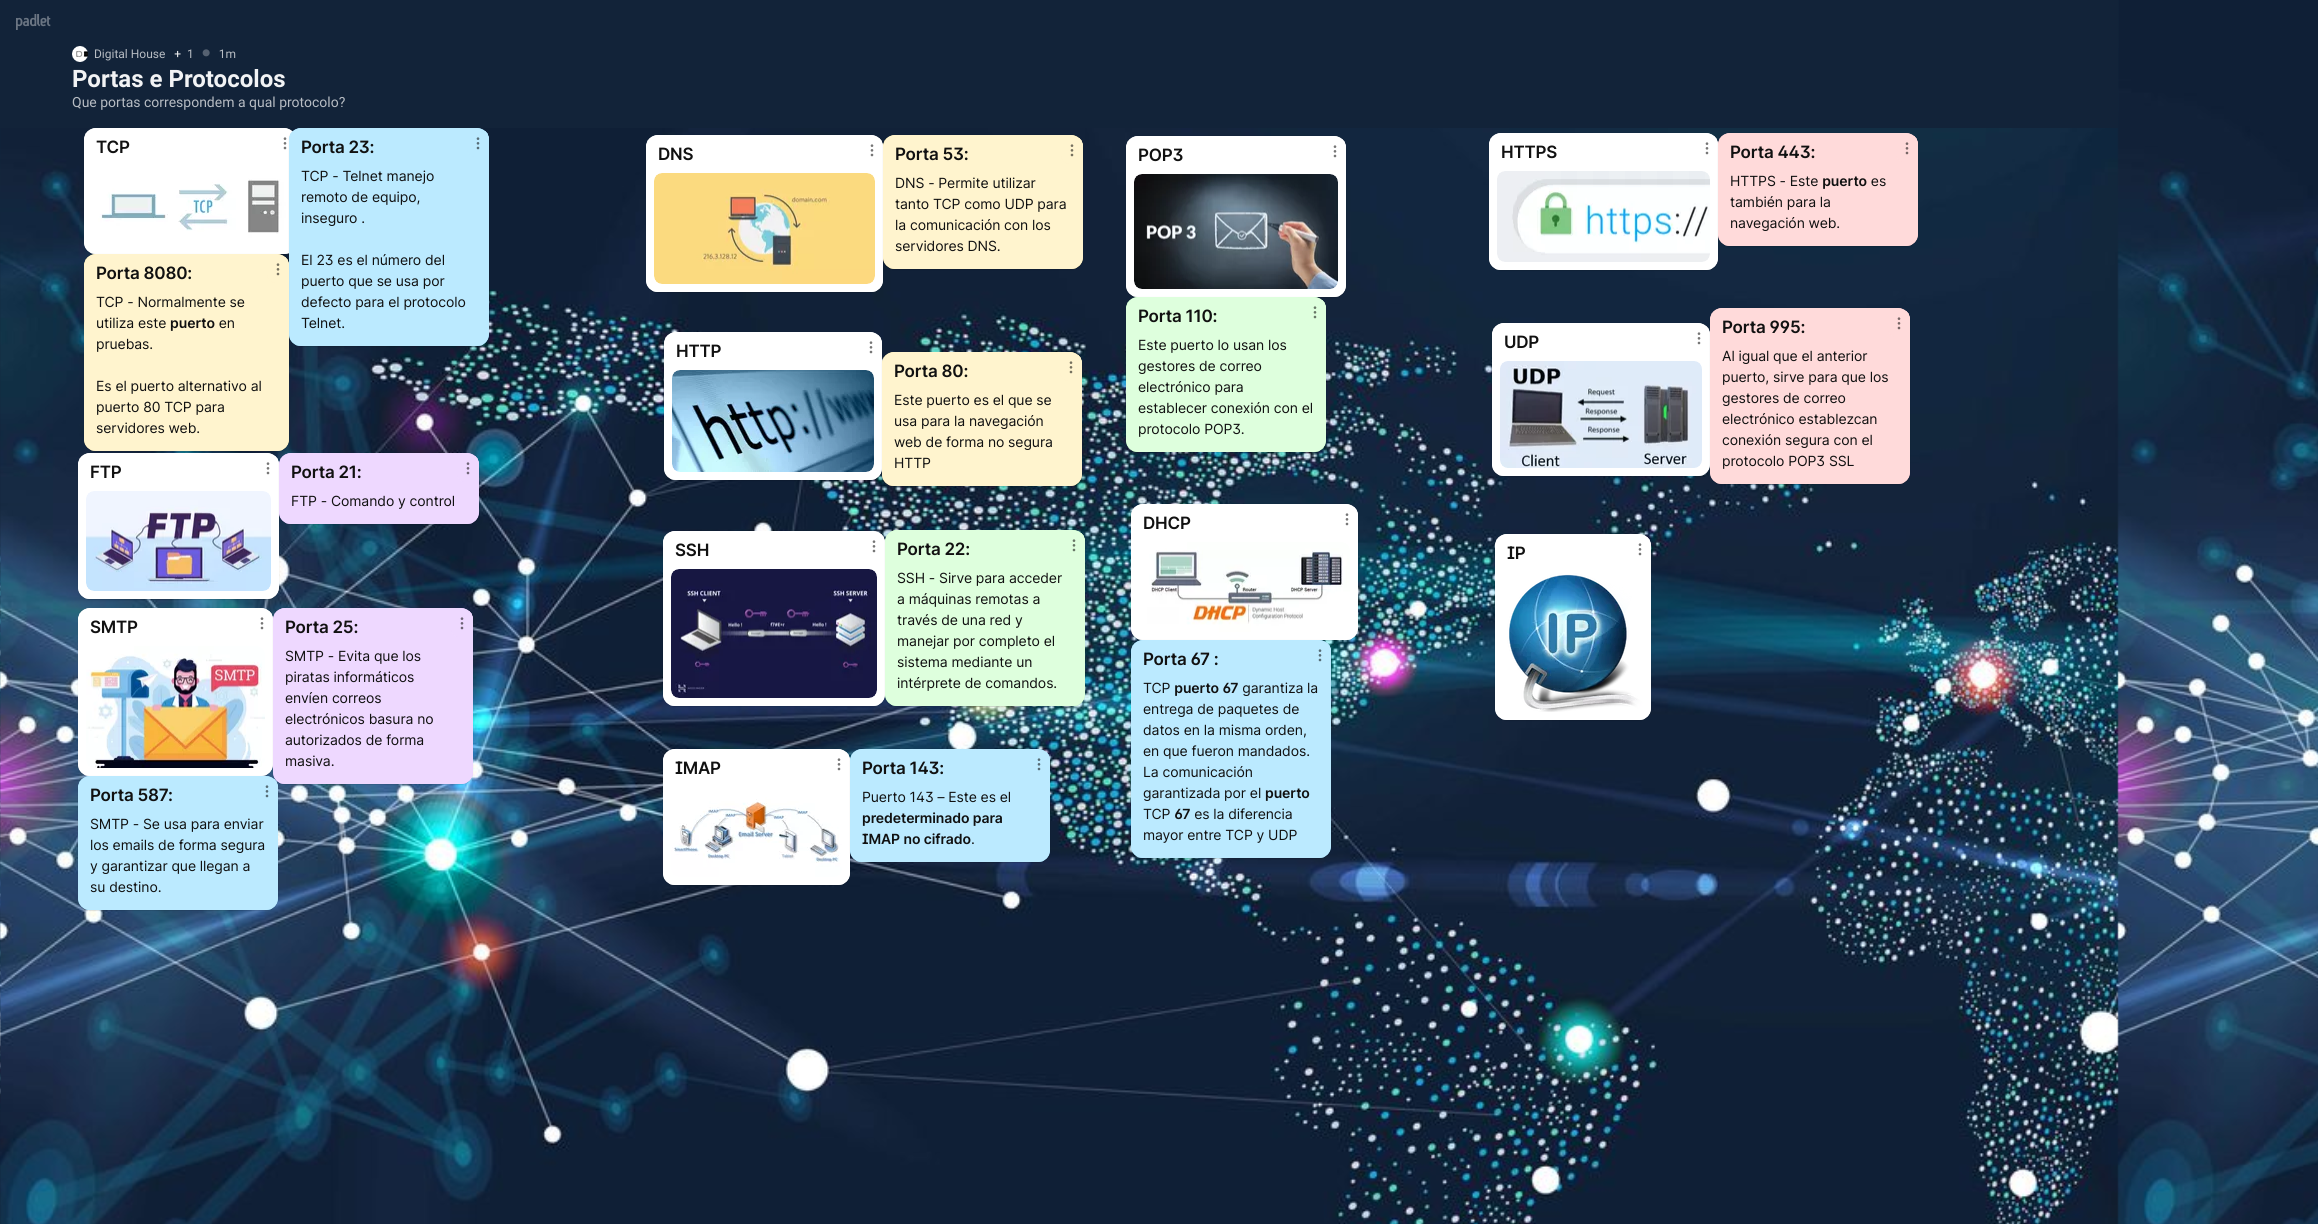 padlet
Digital House + 1 1m
Portas e Protocolos
Que portas correspondem a qual protocolo?
TCP
TCP
Porta 23:
TCP - Telnet manejo
remoto de equipo,
inseguro .
El 23 es el número del
puerto que se usa por
defecto para el protocolo
Telnet.
Porta 8080:
TCP - Normalmente se
utiliza este puerto en
pruebas.
Es el puerto alternativo al
puerto 80 TCP para
servidores web.
FTP
FTP
Porta 21:
FTP - Comando y control
SMTP
SMTP
Porta 25:
SMTP - Evita que los
piratas informáticos
envíen correos
electrónicos basura no
autorizados de forma
masiva.
Porta 587:
SMTP - Se usa para enviar
los emails de forma segura
y garantizar que llegan a
su destino.
DNS
domain.com
216.3.128.12
Porta 53:
DNS - Permite utilizar
tanto TCP como UDP para
la comunicación con los
servidores DNS.
HTTP
http://www
Porta 80:
Este puerto es el que se
usa para la navegación
web de forma no segura
HTTP
SSH
SSH CLIENT
SSH SERVER
Hello !
Hello !
Porta 22:
SSH - Sirve para acceder
a máquinas remotas a
través de una red y
manejar por completo el
sistema mediante un
intérprete de comandos.
IMAP
Email Server
Desktop PC
Desktop PC
Porta 143:
Puerto 143 – Este es el
predeterminado para
IMAP no cifrado.
POP3
POP 3
Porta 110:
Este puerto lo usan los
gestores de correo
electrónico para
establecer conexión con el
protocolo POP3.
DHCP
DHCP Client
Router
DHCP Server
DHCP
Dynamic Host
Configuration Protocol
Porta 67 :
TCP puerto 67 garantiza la
entrega de paquetes de
datos en la misma orden,
en que fueron mandados.
La comunicación
garantizada por el puerto
TCP 67 es la diferencia
mayor entre TCP y UDP
HTTPS
https://
Porta 443:
HTTPS - Este puerto es
también para la
navegación web.
UDP
UDP
Request
Response
Response
Client
Server
Porta 995:
Al igual que el anterior
puerto, sirve para que los
gestores de correo
electrónico establezcan
conexión segura con el
protocolo POP3 SSL
IP
IP